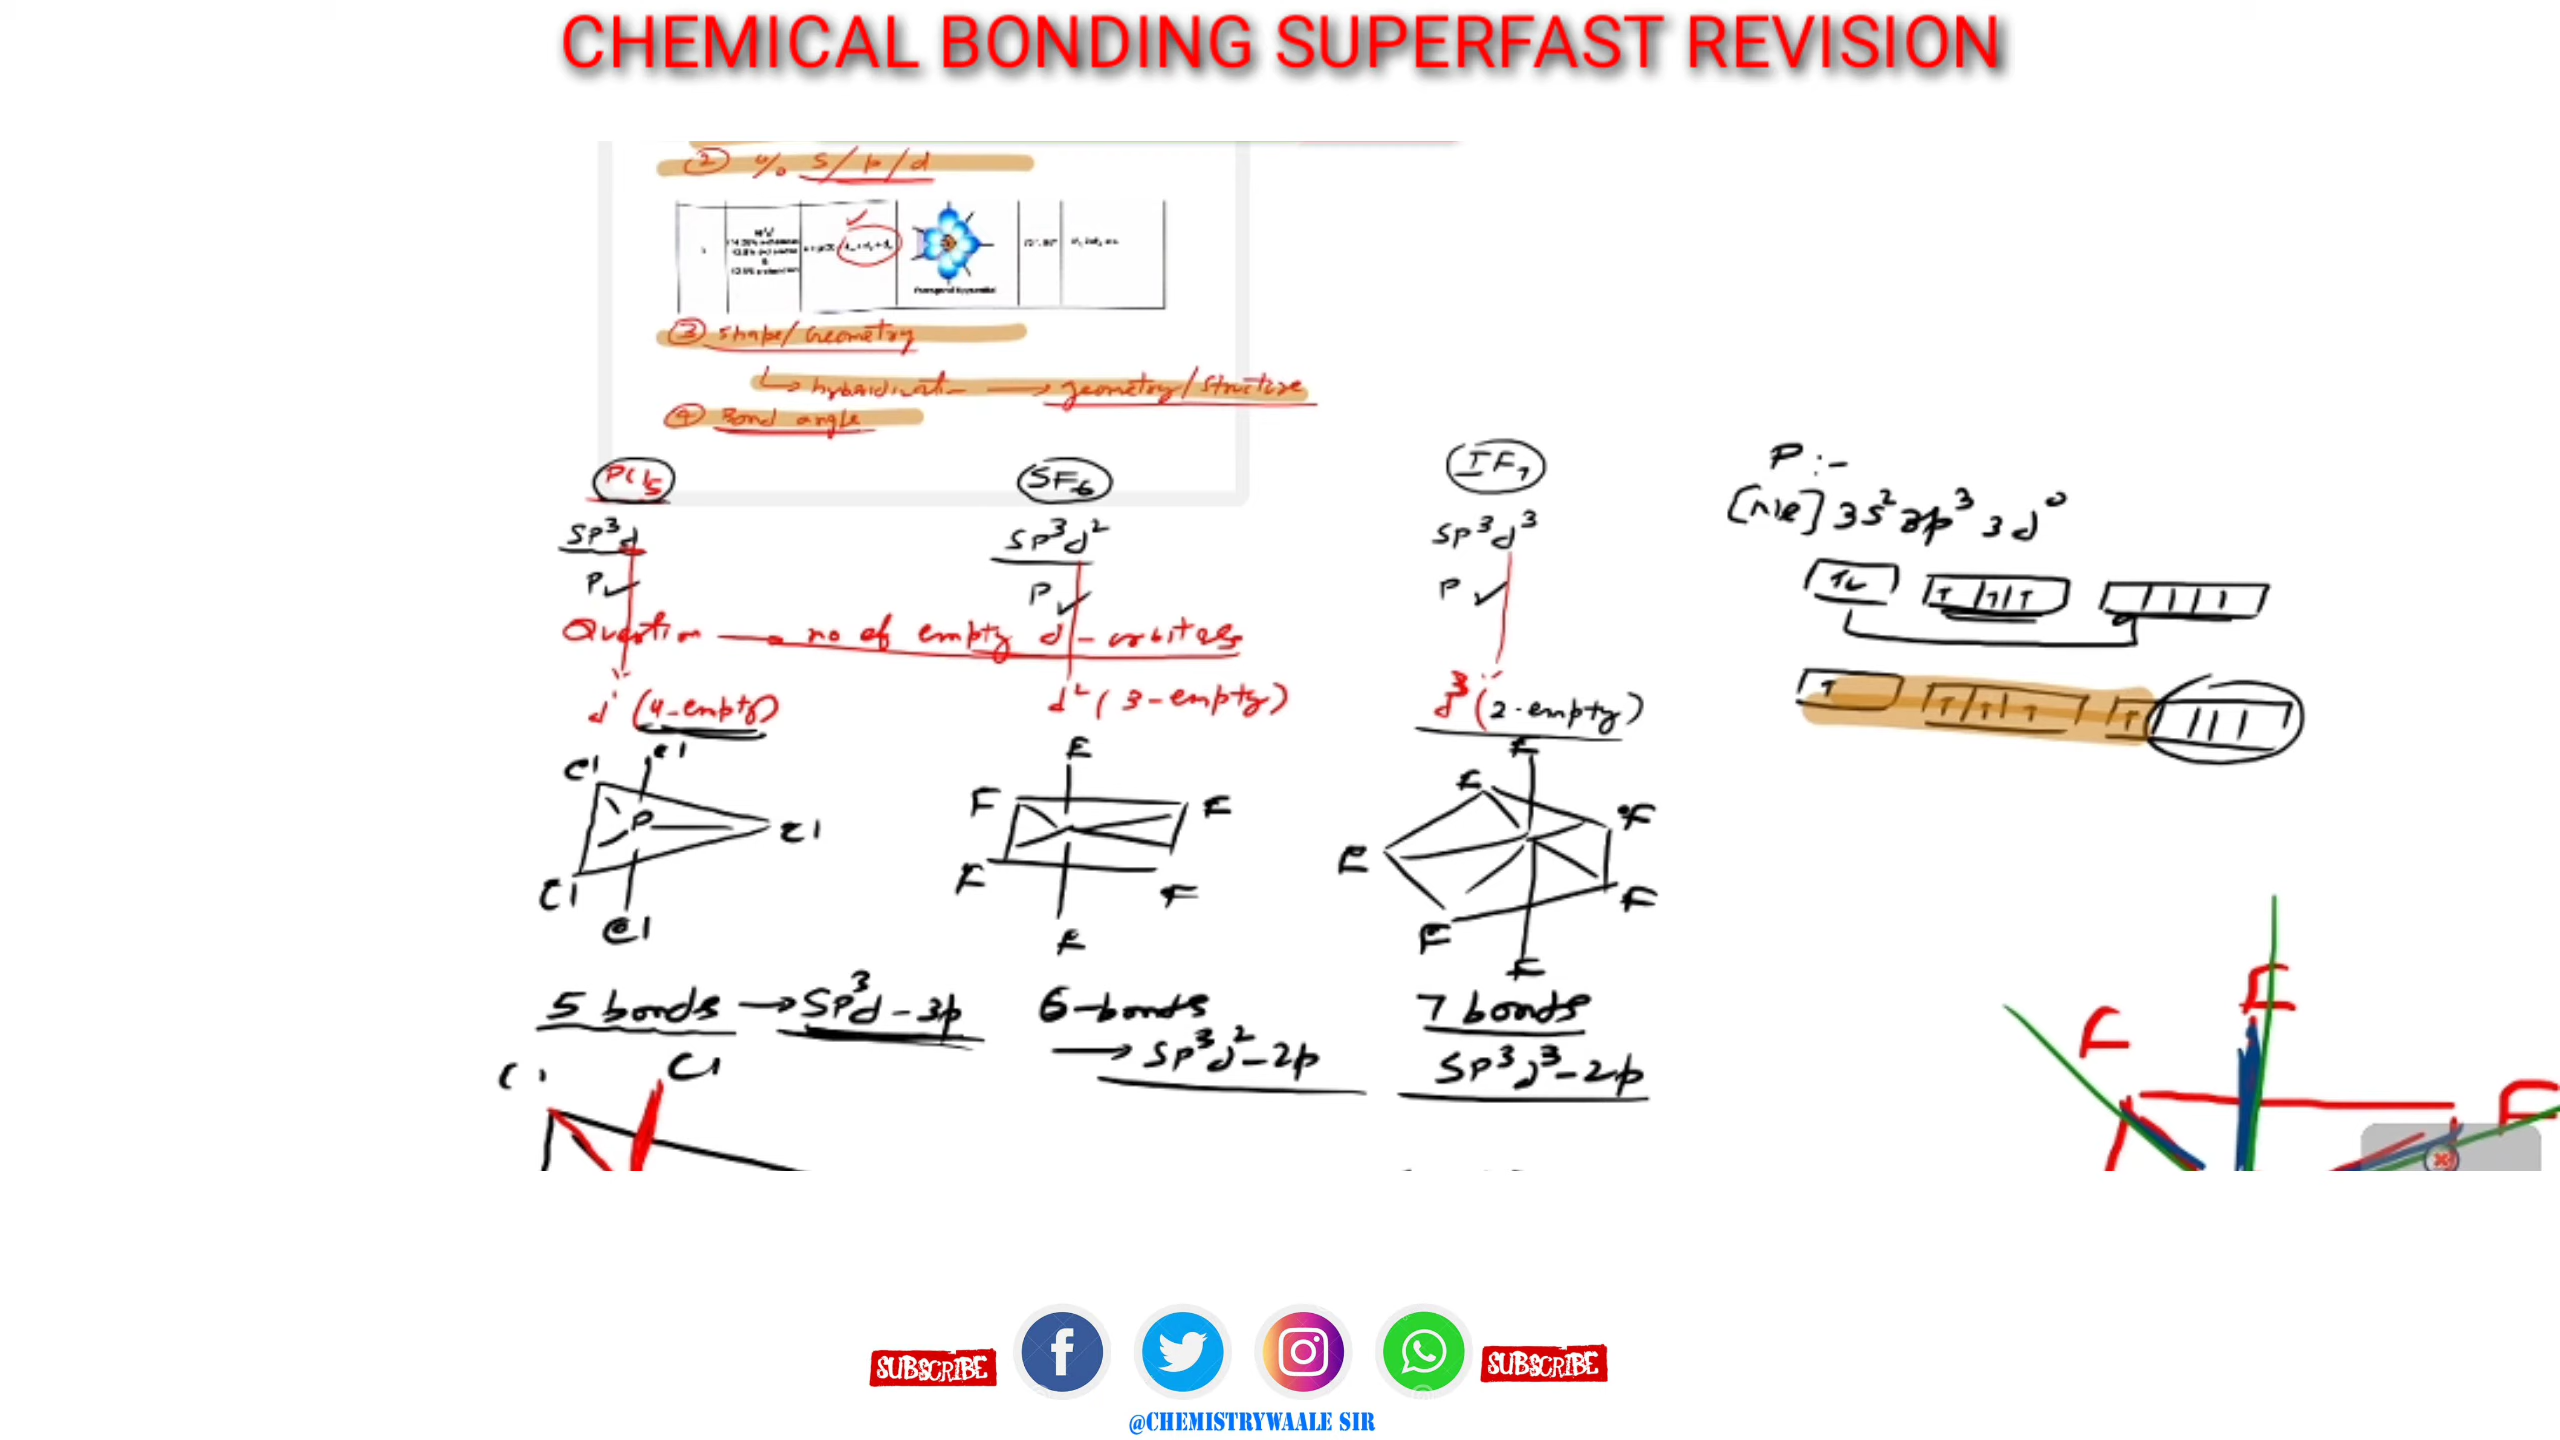 CHEMICAL BONDING SUPERFAST REVISION
② % s/p/d
③ shape/Geometry
↳ hybridization → geometry/structure
④ Bond angle
PCl5 SF6 IF7
sp³d sp³d² sp³d³
P✓ P✓ P✓
Question → no of empty d-orbitals
d¹ (4-empty) d² (3-empty) d³ (2-empty)
P :-
[Ne] 3s² 3p³ 3d⁰
Cl Cl
P Cl
Cl
Cl
F
F F
F F
F
F
F F
F
F F
F
5 bonds → sp³d - 3p
6-bonds
→ sp³d² - 2p
7 bonds
sp³d³ - 2p
Cl
F F
F
SUBSCRIBE SUBSCRIBE
@CHEMISTRYWAALE SIR